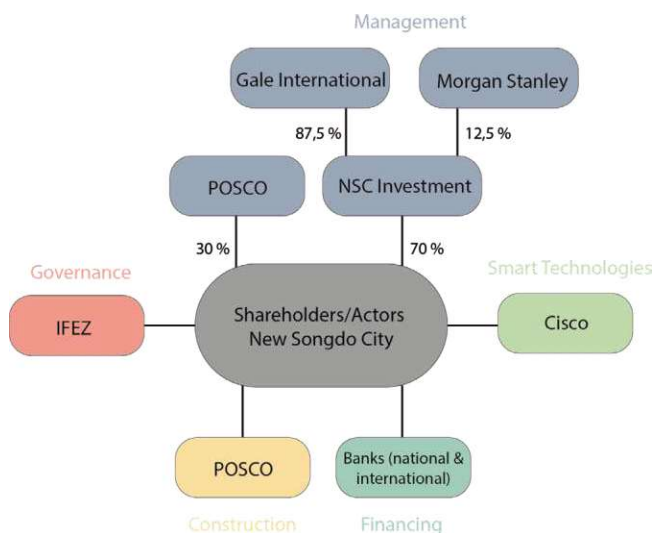 Management
Gale International
Morgan Stanley
87,5 %
12,5 %
POSCO
NSC Investment
30 %
70 %
Governance
Smart Technologies
IFEZ
Shareholders/Actors
New Songdo City
Cisco
POSCO
Banks (national &
international)
Construction
Financing